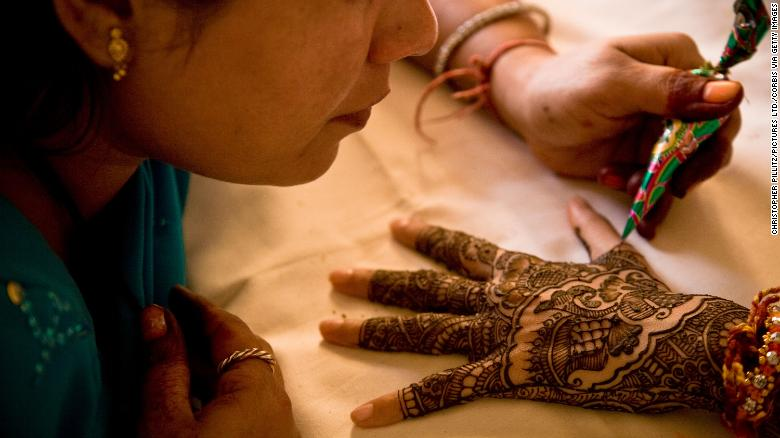 CHRISTOPHER PILLITZ/PICTURES LTD./CORBIS VIA GETTY IMAGES